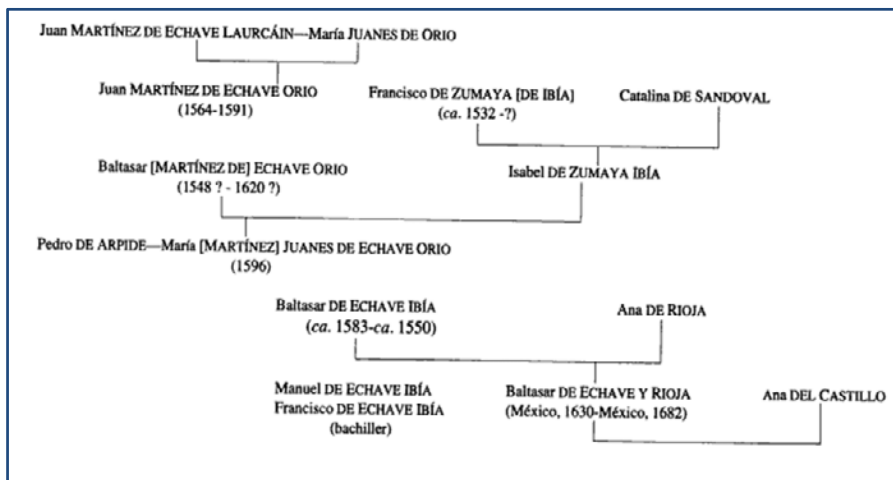 Juan MARTÍNEZ DE ECHAVE LAURCÁIN—María JUANES DE ORIO
Juan MARTÍNEZ DE ECHAVE ORIO
(1564-1591)
Francisco DE ZUMAYA [DE IBÍA]
(ca. 1532 -?)
Catalina DE SANDOVAL
Baltasar [MARTÍNEZ DE] ECHAVE ORIO
(1548 ? - 1620 ?)
Isabel DE ZUMAYA IBÍA
Pedro DE ARPIDE—María [MARTÍNEZ] JUANES DE ECHAVE ORIO
(1596)
Baltasar DE ECHAVE IBÍA
(ca. 1583-ca. 1550)
Ana DE RIOJA
Manuel DE ECHAVE IBÍA
Francisco DE ECHAVE IBÍA
(bachiller)
Baltasar DE ECHAVE Y RIOJA
(México, 1630-México, 1682)
Ana DEL CASTILLO